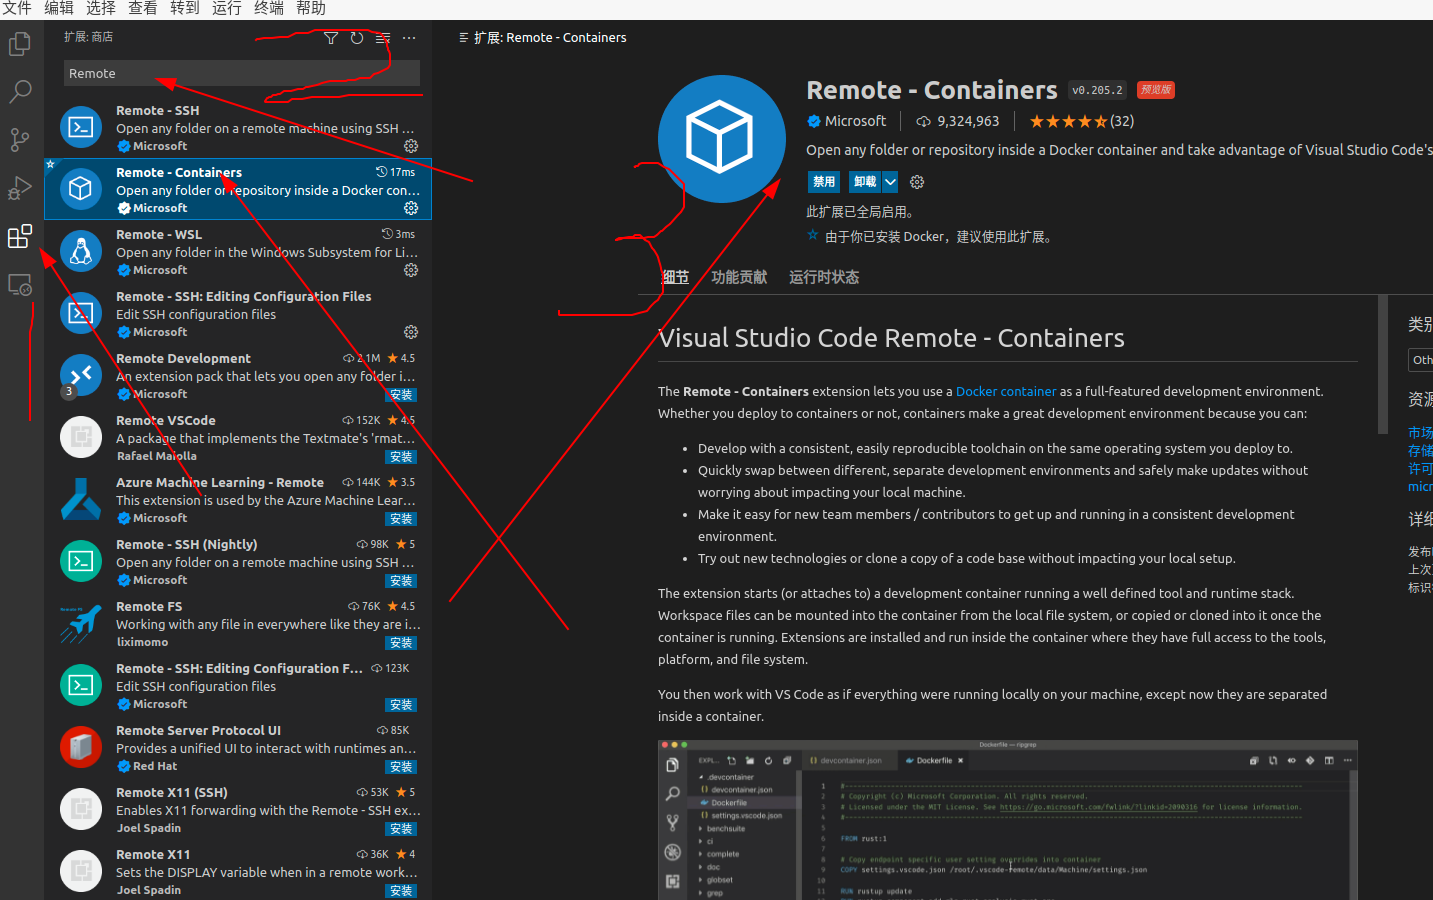 文件 编辑 选择 查看 转到 运行 终端 帮助
扩展: 商店
Remote
Remote - SSH
Open any folder on a remote machine using SSH ...
Microsoft
Remote - Containers 17ms
Open any folder or repository inside a Docker con...
Microsoft
Remote - WSL 3ms
Open any folder in the Windows Subsystem for Li...
Microsoft
Remote - SSH: Editing Configuration Files
Edit SSH configuration files
Microsoft
Remote Development 2.1M 4.5
An extension pack that lets you open any folder i...
3 Microsoft 安装
Remote VSCode 152K 4.5
A package that implements the Textmate's 'rmat...
Rafael Maiolla 安装
Azure Machine Learning - Remote 144K 3.5
This extension is used by the Azure Machine Lear...
Microsoft 安装
Remote - SSH (Nightly) 98K 5
Open any folder on a remote machine using SSH ...
Microsoft 安装
Remote FS 76K 4.5
Working with any file in everywhere like they are i...
liximomo 安装
Remote - SSH: Editing Configuration F... 123K
Edit SSH configuration files
Microsoft 安装
Remote Server Protocol UI 85K
Provides a unified UI to interact with runtimes an...
Red Hat 安装
Remote X11 (SSH) 53K 5
Enables X11 forwarding with the Remote - SSH ex...
Joel Spadin 安装
Remote X11 36K 4
Sets the DISPLAY variable when in a remote work...
Joel Spadin 安装
扩展: Remote - Containers
Remote - Containers v0.205.2 预览版
Microsoft 9,324,963 (32)
Open any folder or repository inside a Docker container and take advantage of Visual Studio Code's
禁用 卸载
此扩展已全局启用。
由于你已安装 Docker，建议使用此扩展。
细节 功能贡献 运行时状态
Visual Studio Code Remote - Containers
The Remote - Containers extension lets you use a Docker container as a full-featured development environment.
Whether you deploy to containers or not, containers make a great development environment because you can:
• Develop with a consistent, easily reproducible toolchain on the same operating system you deploy to.
• Quickly swap between different, separate development environments and safely make updates without
worrying about impacting your local machine.
• Make it easy for new team members / contributors to get up and running in a consistent development
environment.
• Try out new technologies or clone a copy of a code base without impacting your local setup.
The extension starts (or attaches to) a development container running a well defined tool and runtime stack.
Workspace files can be mounted into the container from the local file system, or copied or cloned into it once the
container is running. Extensions are installed and run inside the container where they have full access to the tools,
platform, and file system.
You then work with VS Code as if everything were running locally on your machine, except now they are separated
inside a container.
Dockerfile — ripgrep
EXPL...
.devcontainer
devcontainer.json
Dockerfile
settings.vscode.json
benchsuite
ci
complete
doc
globset
grep
devcontainer.json Dockerfile
1 #-------------------------------------------------------------
2 # Copyright (c) Microsoft Corporation. All rights reserved.
3 # Licensed under the MIT License. See https://go.microsoft.com/fwlink/?linkid=2090316 for license information.
4 #-------------------------------------------------------------
5
6 FROM rust:1
7
8 # Copy endpoint specific user setting overrides into container
9 COPY settings.vscode.json /root/.vscode-remote/data/Machine/settings.json
10
11 RUN rustup update
类别
Oth
资源
市场
存储
许可
micr
详细
发布
上次
标识